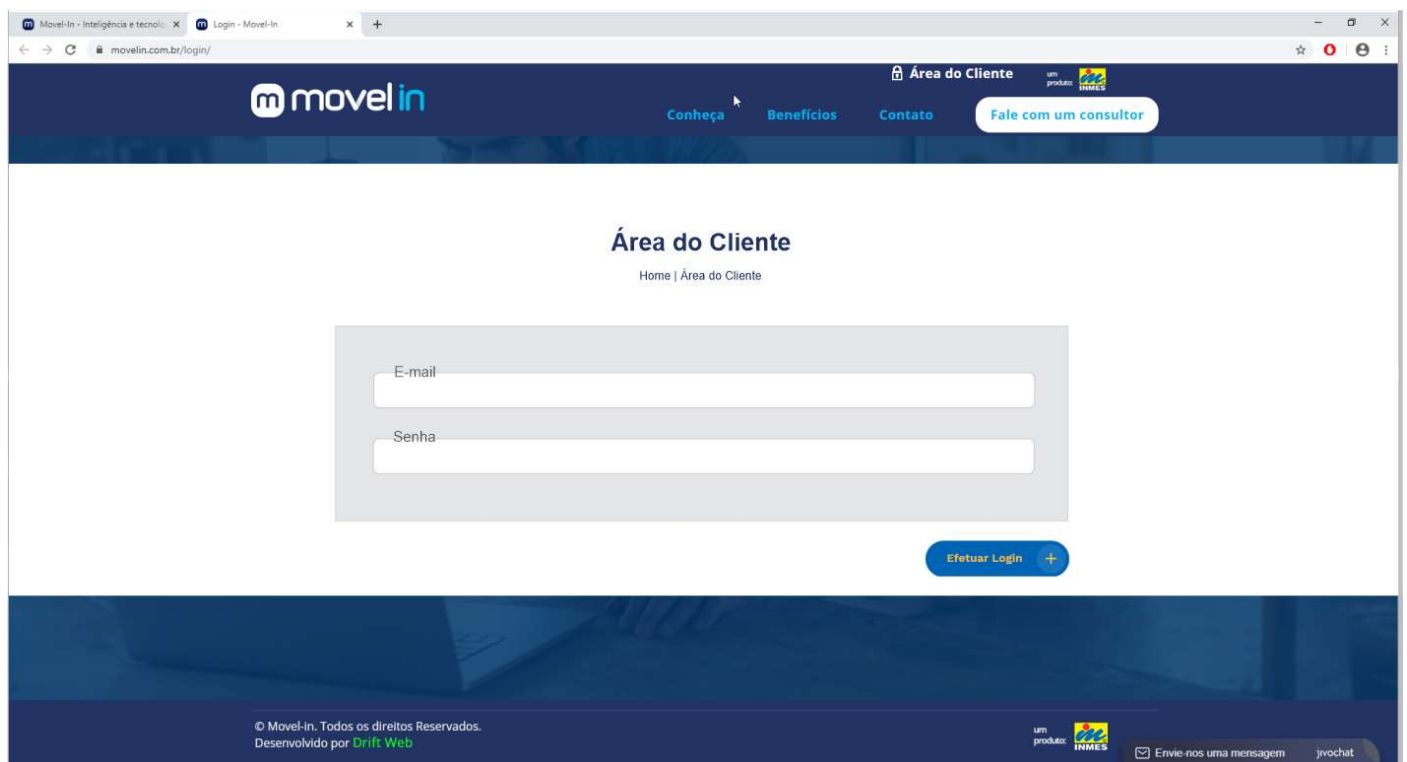 Movel-In - Inteligência e tecnolo
Login - Movel-In
movelin.com.br/login/
Área do Cliente
um
produto:
INMES
movel in
Conheça
Benefícios
Contato
Fale com um consultor
Área do Cliente
Home | Área do Cliente
E-mail
Senha
Efetuar Login +
© Movel-in. Todos os direitos Reservados.
Desenvolvido por Drift Web
um
produto:
INMES
Envie-nos uma mensagem
jivochat